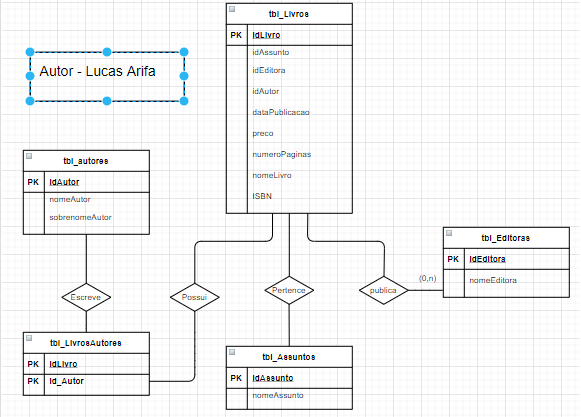 tbl_Livros
PK IdLivro
idAssunto
idEditora
idAutor
dataPublicacao
preco
numeroPaginas
nomeLivro
ISBN
Autor - Lucas Arifa
tbl_autores
PK IdAutor
nomeAutor
sobrenomeAutor
tbl_Editoras
PK IdEditora
nomeEditora
(0,n)
Escreve
Possui
Pertence
publica
tbl_LivrosAutores
PK IdLivro
PK Id_Autor
tbl_Assuntos
PK IdAssunto
nomeAssunto